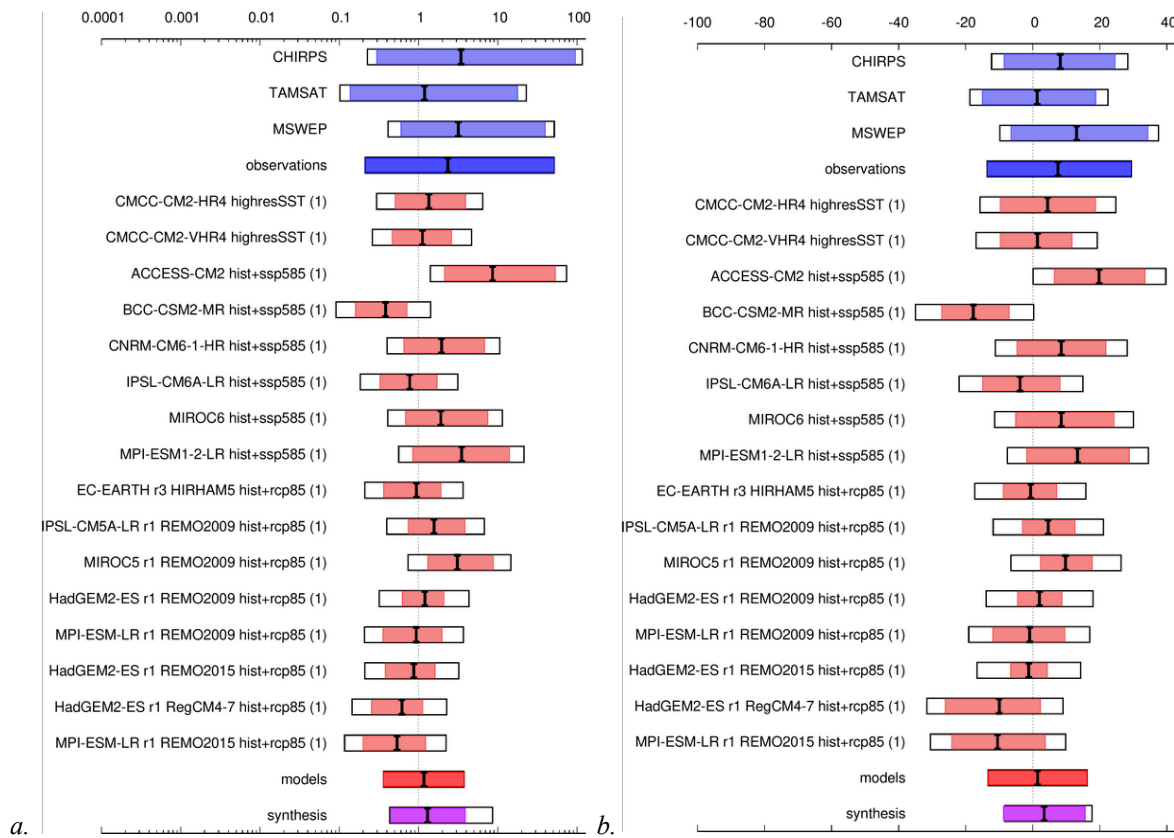 0.0001 0.001 0.01 0.1 1 10 100
CHIRPS
TAMSAT
MSWEP
observations
CMCC-CM2-HR4 highresSST (1)
CMCC-CM2-VHR4 highresSST (1)
ACCESS-CM2 hist+ssp585 (1)
BCC-CSM2-MR hist+ssp585 (1)
CNRM-CM6-1-HR hist+ssp585 (1)
IPSL-CM6A-LR hist+ssp585 (1)
MIROC6 hist+ssp585 (1)
MPI-ESM1-2-LR hist+ssp585 (1)
EC-EARTH r3 HIRHAM5 hist+rcp85 (1)
IPSL-CM5A-LR r1 REMO2009 hist+rcp85 (1)
MIROC5 r1 REMO2009 hist+rcp85 (1)
HadGEM2-ES r1 REMO2009 hist+rcp85 (1)
MPI-ESM-LR r1 REMO2009 hist+rcp85 (1)
HadGEM2-ES r1 REMO2015 hist+rcp85 (1)
HadGEM2-ES r1 RegCM4-7 hist+rcp85 (1)
MPI-ESM-LR r1 REMO2015 hist+rcp85 (1)
models
synthesis
a.
-100 -80 -60 -40 -20 0 20 40
CHIRPS
TAMSAT
MSWEP
observations
CMCC-CM2-HR4 highresSST (1)
CMCC-CM2-VHR4 highresSST (1)
ACCESS-CM2 hist+ssp585 (1)
BCC-CSM2-MR hist+ssp585 (1)
CNRM-CM6-1-HR hist+ssp585 (1)
IPSL-CM6A-LR hist+ssp585 (1)
MIROC6 hist+ssp585 (1)
MPI-ESM1-2-LR hist+ssp585 (1)
EC-EARTH r3 HIRHAM5 hist+rcp85 (1)
IPSL-CM5A-LR r1 REMO2009 hist+rcp85 (1)
MIROC5 r1 REMO2009 hist+rcp85 (1)
HadGEM2-ES r1 REMO2009 hist+rcp85 (1)
MPI-ESM-LR r1 REMO2009 hist+rcp85 (1)
HadGEM2-ES r1 REMO2015 hist+rcp85 (1)
HadGEM2-ES r1 RegCM4-7 hist+rcp85 (1)
MPI-ESM-LR r1 REMO2015 hist+rcp85 (1)
models
synthesis
b.